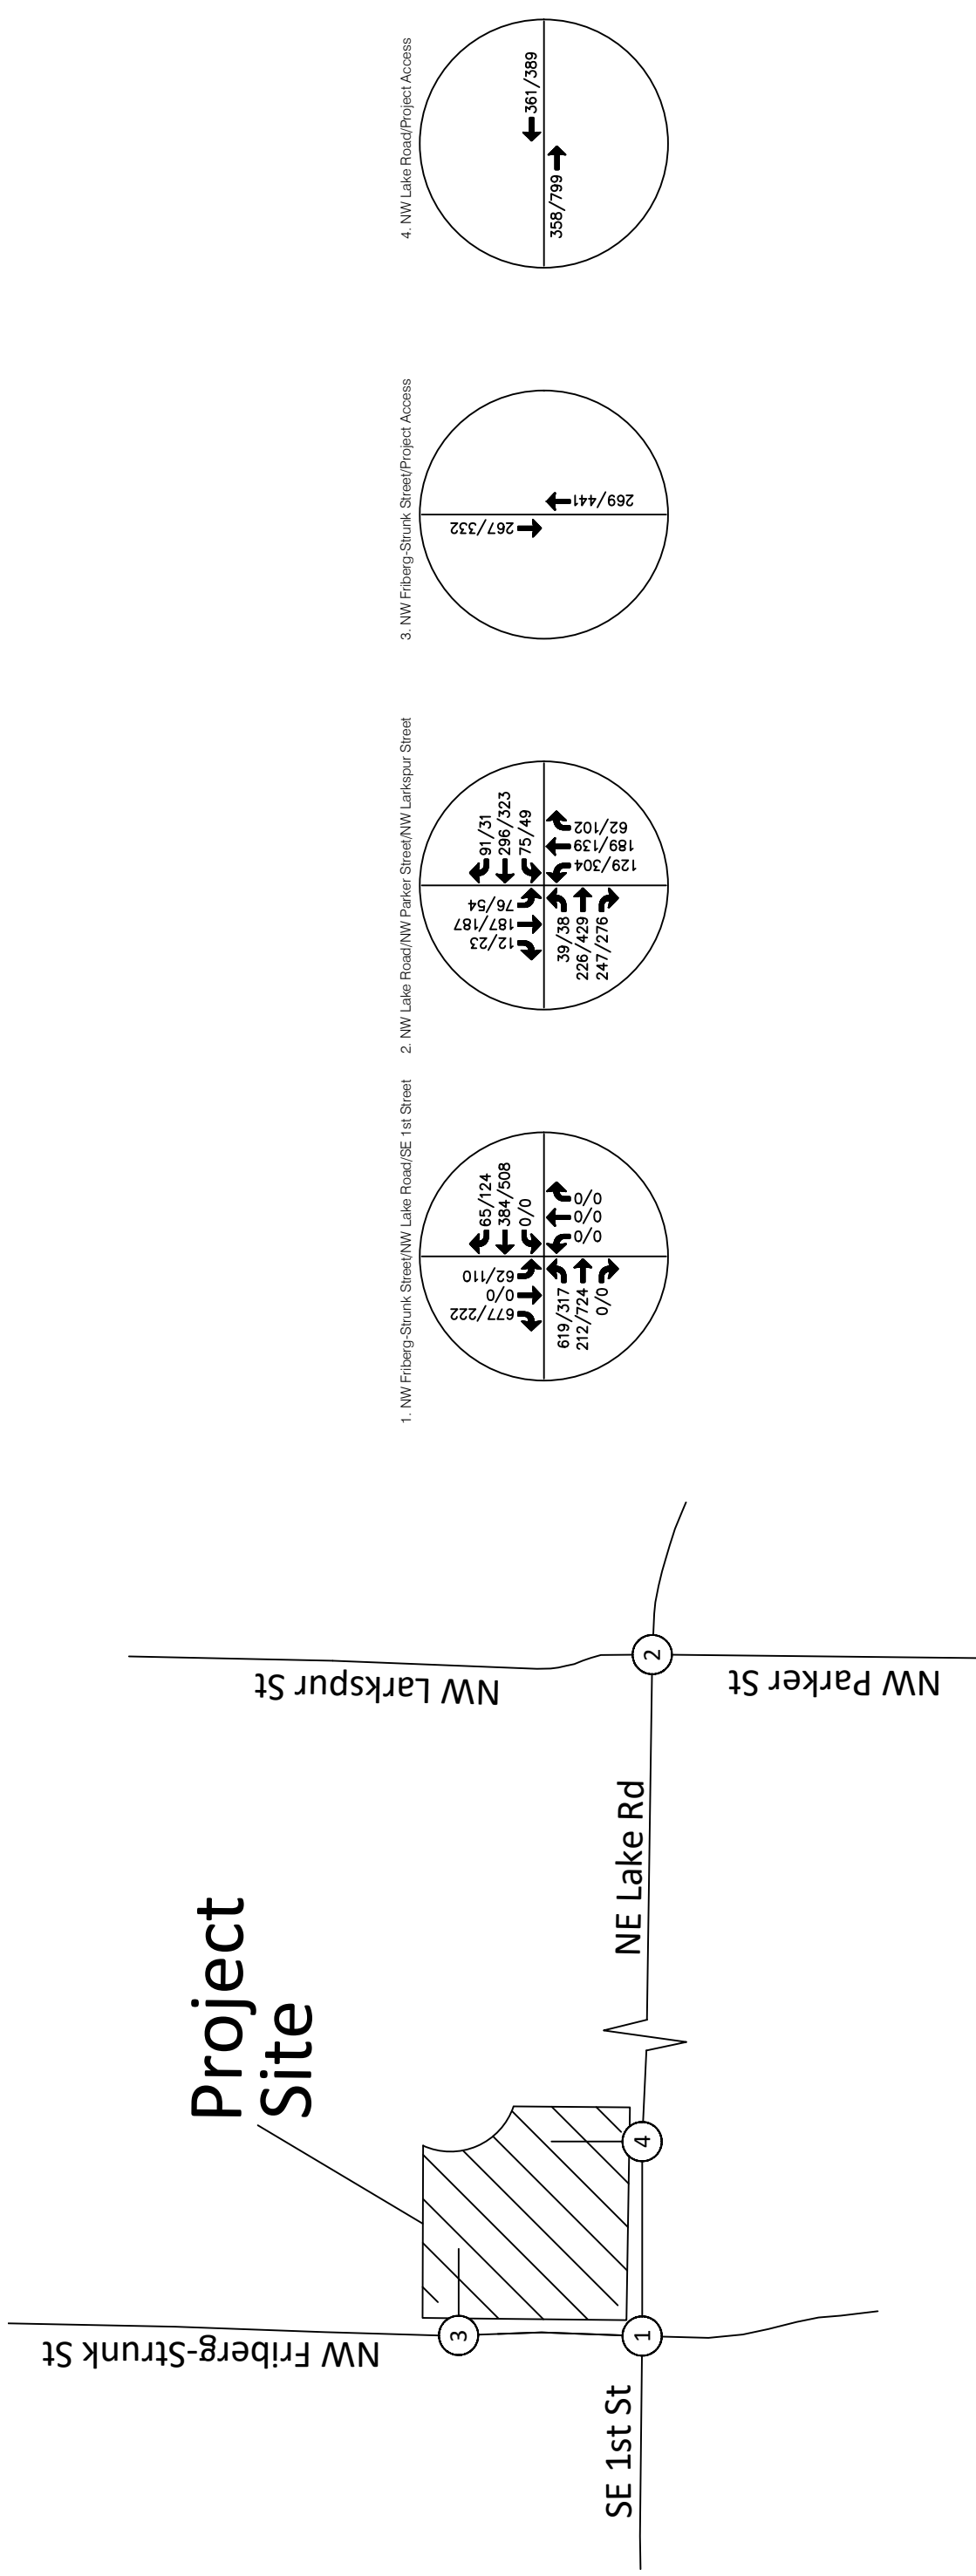 NW Friberg-Strunk St
SE 1st St
Project
Site
NE Lake Rd
NW Larkspur St
NW Parker St
3
1
4
2
1. NW Friberg-Strunk Street/NW Lake Road/SE 1st Street
677/222
0/0
62/110
65/124
384/508
0/0
619/317
212/724
0/0
0/0
0/0
0/0
2. NW Lake Road/NW Parker Street/NW Larkspur Street
12/23
187/187
76/54
91/31
296/323
75/49
39/38
226/429
247/276
129/304
189/139
62/102
3. NW Friberg-Strunk Street/Project Access
267/332
269/441
4. NW Lake Road/Project Access
361/389
358/799